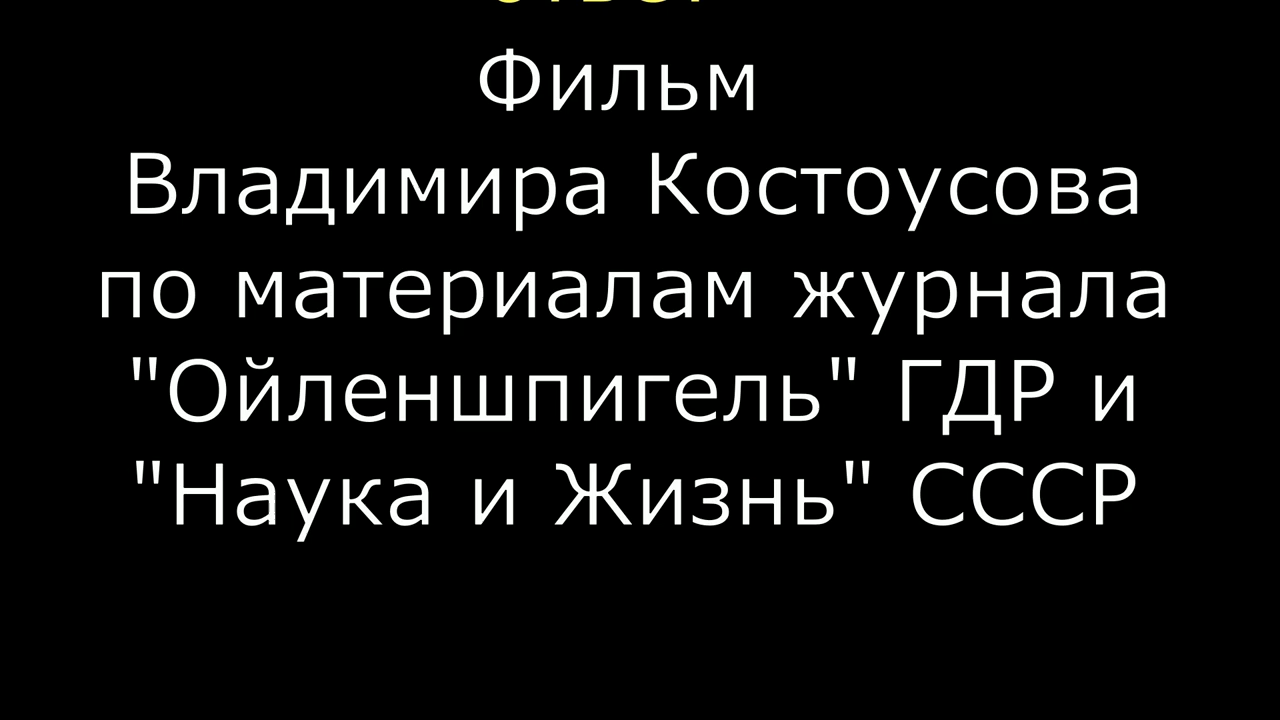 Фильм
Владимира Костоусова
по материалам журнала
"Ойленшпигель" ГДР и
"Наука и Жизнь" СССР